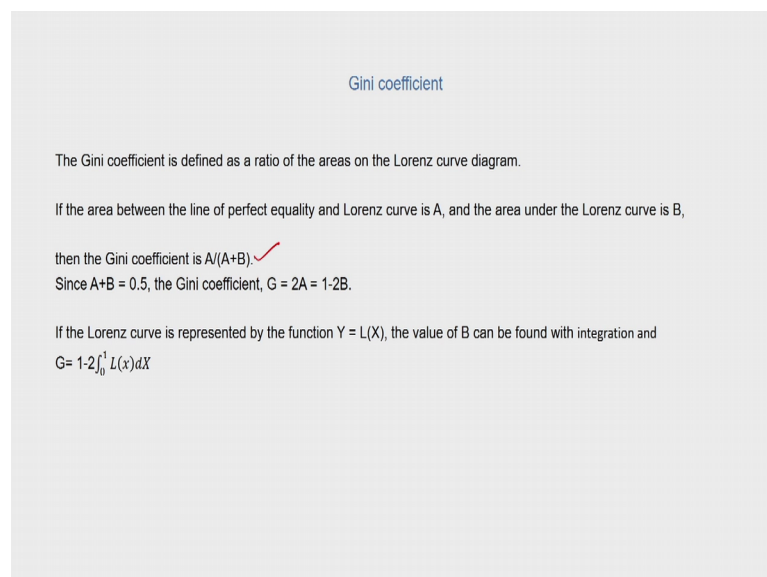 Gini coefficient
The Gini coefficient is defined as a ratio of the areas on the Lorenz curve diagram.
If the area between the line of perfect equality and Lorenz curve is A, and the area under the Lorenz curve is B,
then the Gini coefficient is A/(A+B).
Since A+B = 0.5, the Gini coefficient, G = 2A = 1-2B.
If the Lorenz curve is represented by the function Y = L(X), the value of B can be found with integration and
G= 1-2∫₀¹ L(x)dX